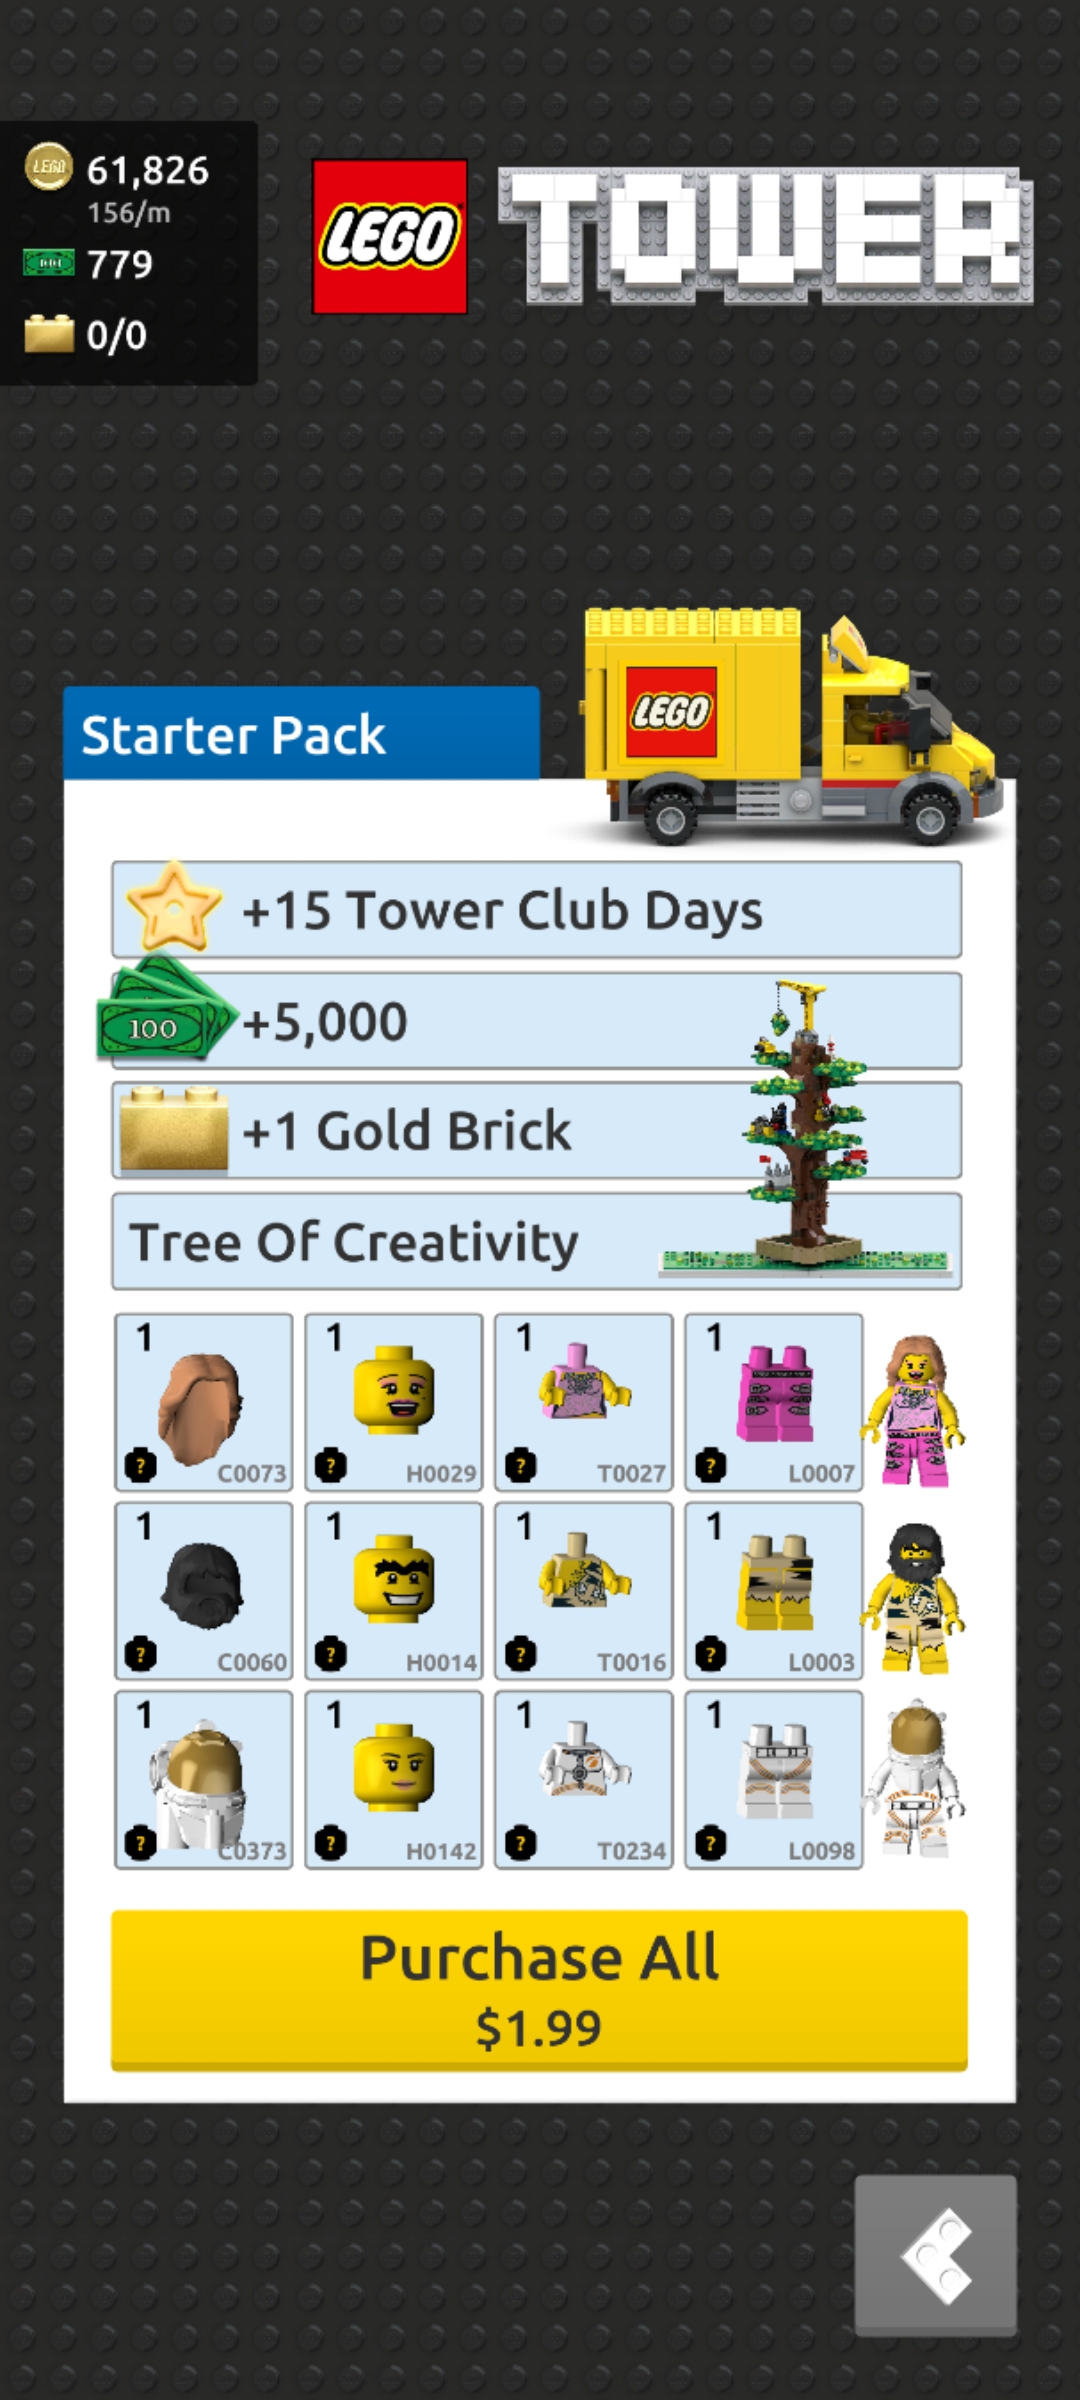 LEGO
61,826
156/m
779
0/0
LEGO
TOWER
LEGO
Starter Pack
+15 Tower Club Days
100
+5,000
+1 Gold Brick
Tree Of Creativity
1
1
1
1
?
C0073
?
H0029
?
T0027
?
L0007
1
1
1
1
?
C0060
?
H0014
?
T0016
?
L0003
1
1
1
1
?
C0373
?
H0142
?
T0234
?
L0098
Purchase All
$1.99